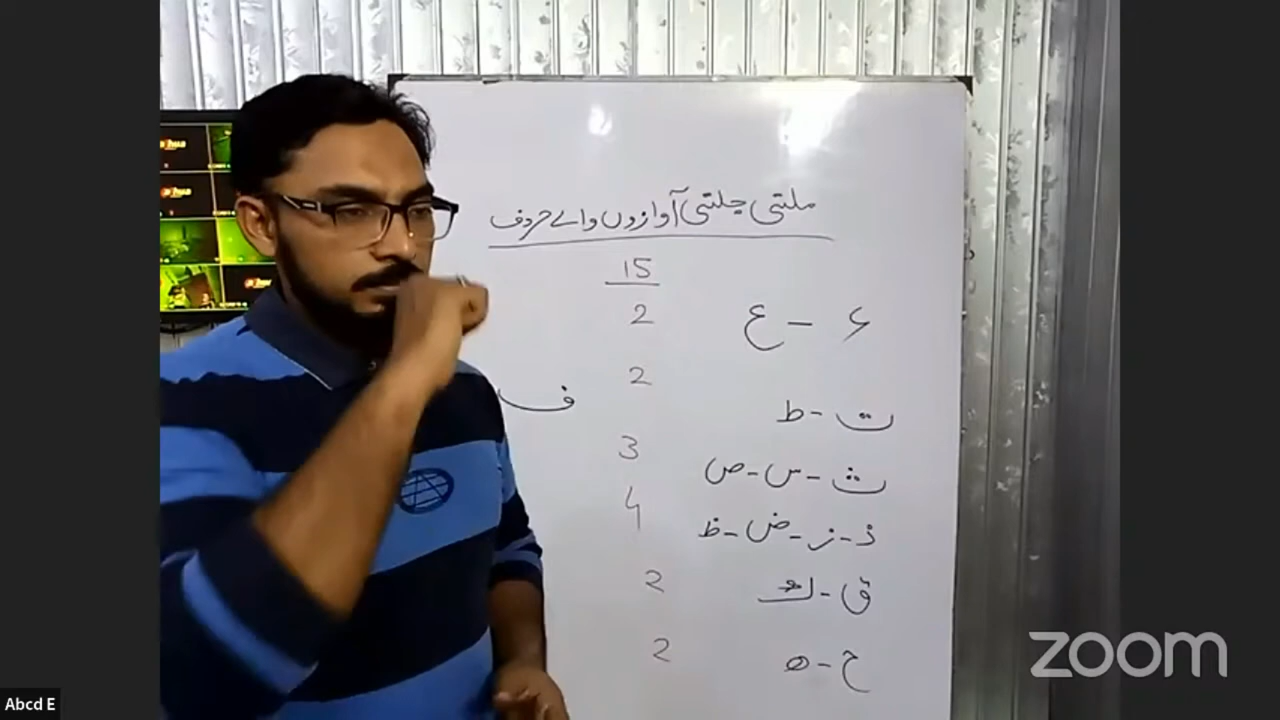 ملتی جلتی آوازوں والے حروف
15
ء - ع 2
ت - ط 2
ف
ث - س - ص 3
ذ - ز - ض - ظ 4
ق - ك 2
ح - ھ 2
zoom
Abcd E